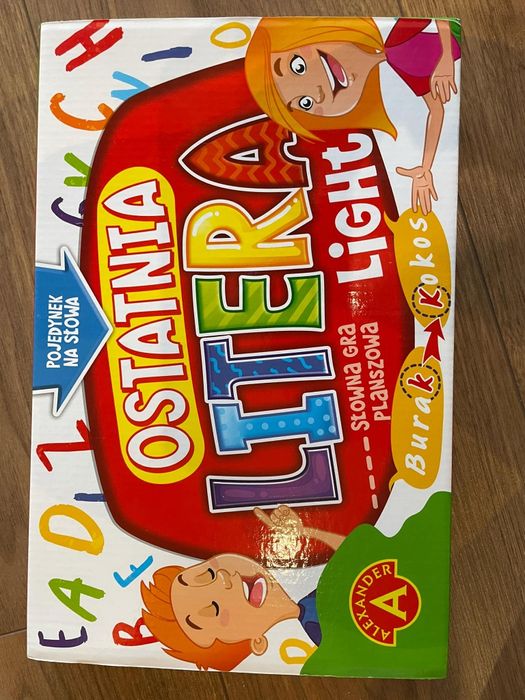 POJEDYNEK
NA SŁOWA
OSTATNIA
LITERA
LiGHt
SŁOWNA GRA
PLANSZOWA
Burak Kokos
ALEXANDER
A